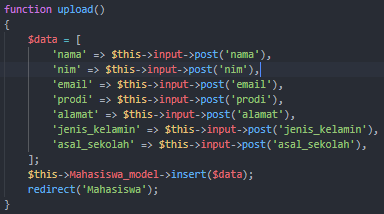 function upload()
{
$data = [
'nama' => $this->input->post('nama'),
'nim' => $this->input->post('nim'),
'email' => $this->input->post('email'),
'prodi' => $this->input->post('prodi'),
'alamat' => $this->input->post('alamat'),
'jenis_kelamin' => $this->input->post('jenis_kelamin'),
'asal_sekolah' => $this->input->post('asal_sekolah'),
];
$this->Mahasiswa_model->insert($data);
redirect('Mahasiswa');
}